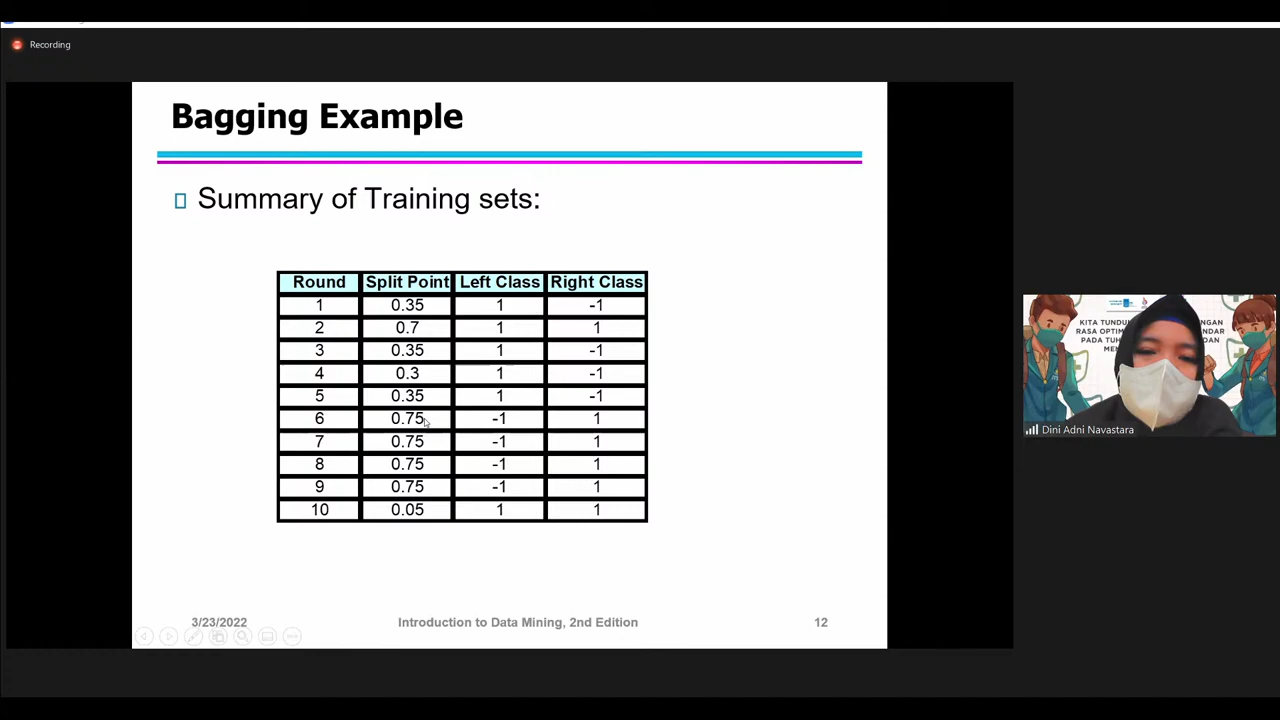 Recording
Bagging Example
Summary of Training sets:
Round Split Point Left Class Right Class
1 0.35 1 -1
2 0.7 1 1
3 0.35 1 -1
4 0.3 1 -1
5 0.35 1 -1
6 0.75 -1 1
7 0.75 -1 1
8 0.75 -1 1
9 0.75 -1 1
10 0.05 1 1
3/23/2022 Introduction to Data Mining, 2nd Edition 12
KITA TUNDU NGAN
RASA OPTIM NDAR
PADA TUH DAN
ME
Dini Adni Navastara